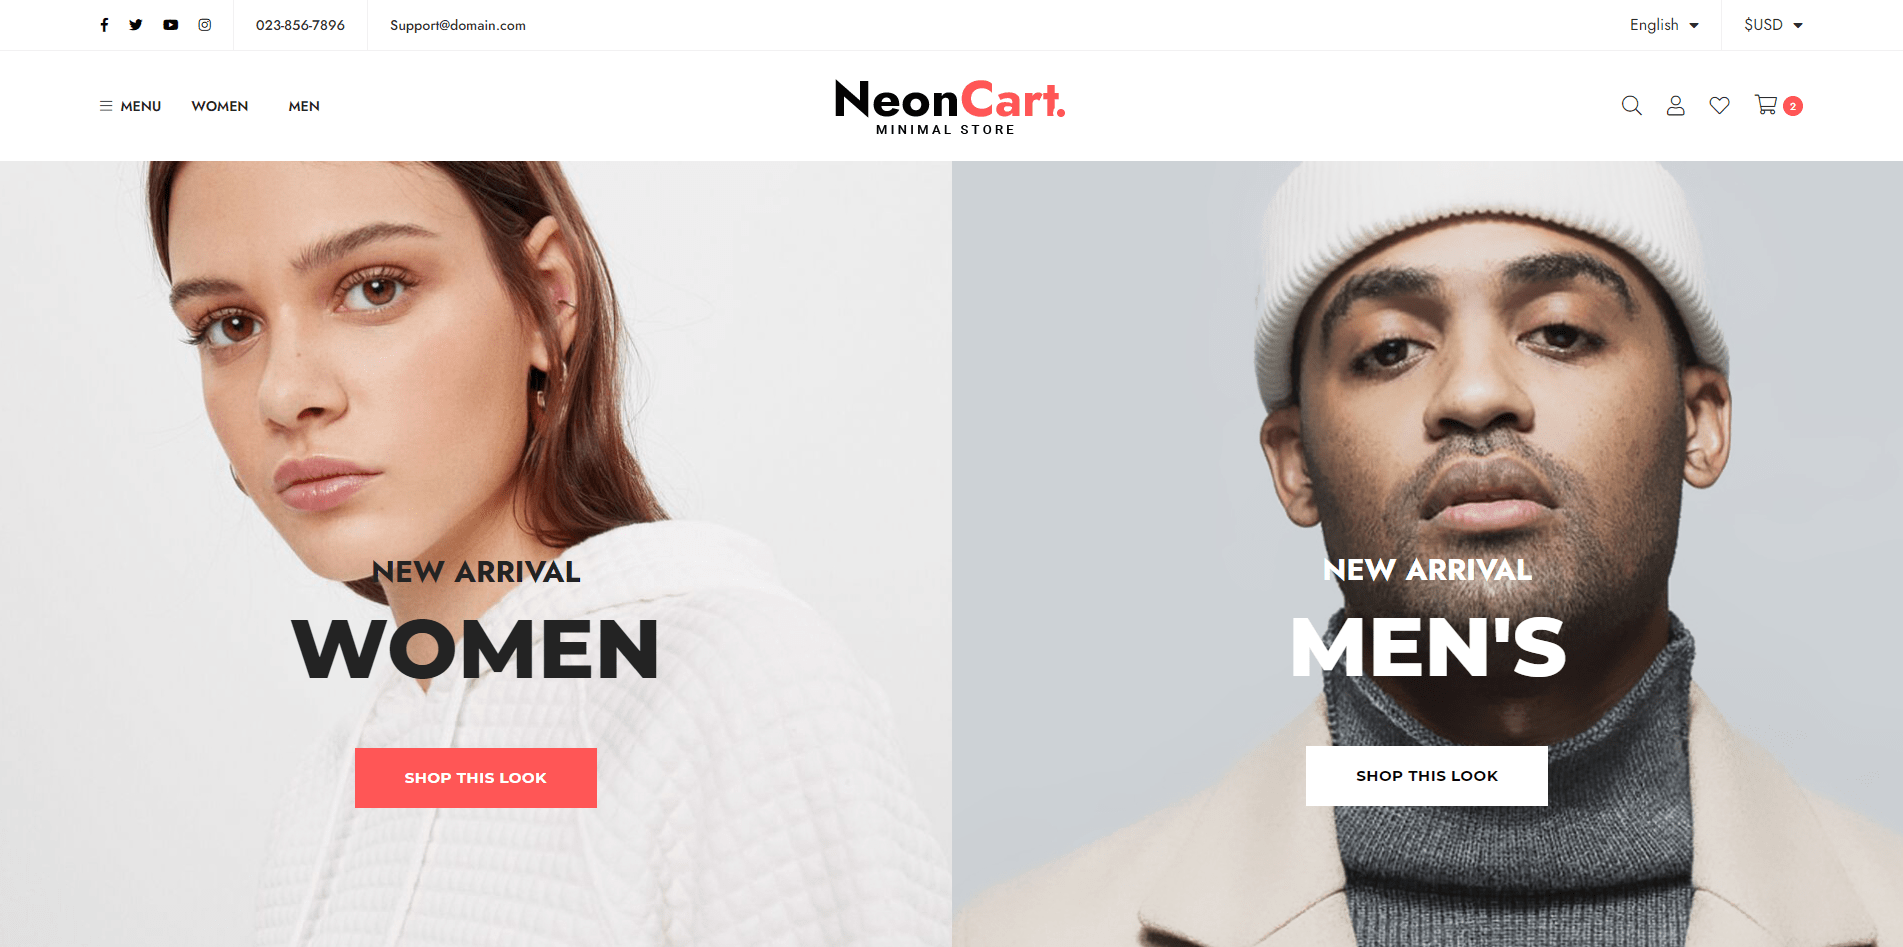 023-856-7896
Support@domain.com
English
$USD
MENU
WOMEN
MEN
NeonCart.
MINIMAL STORE
2
NEW ARRIVAL
WOMEN
SHOP THIS LOOK
NEW ARRIVAL
MEN'S
SHOP THIS LOOK